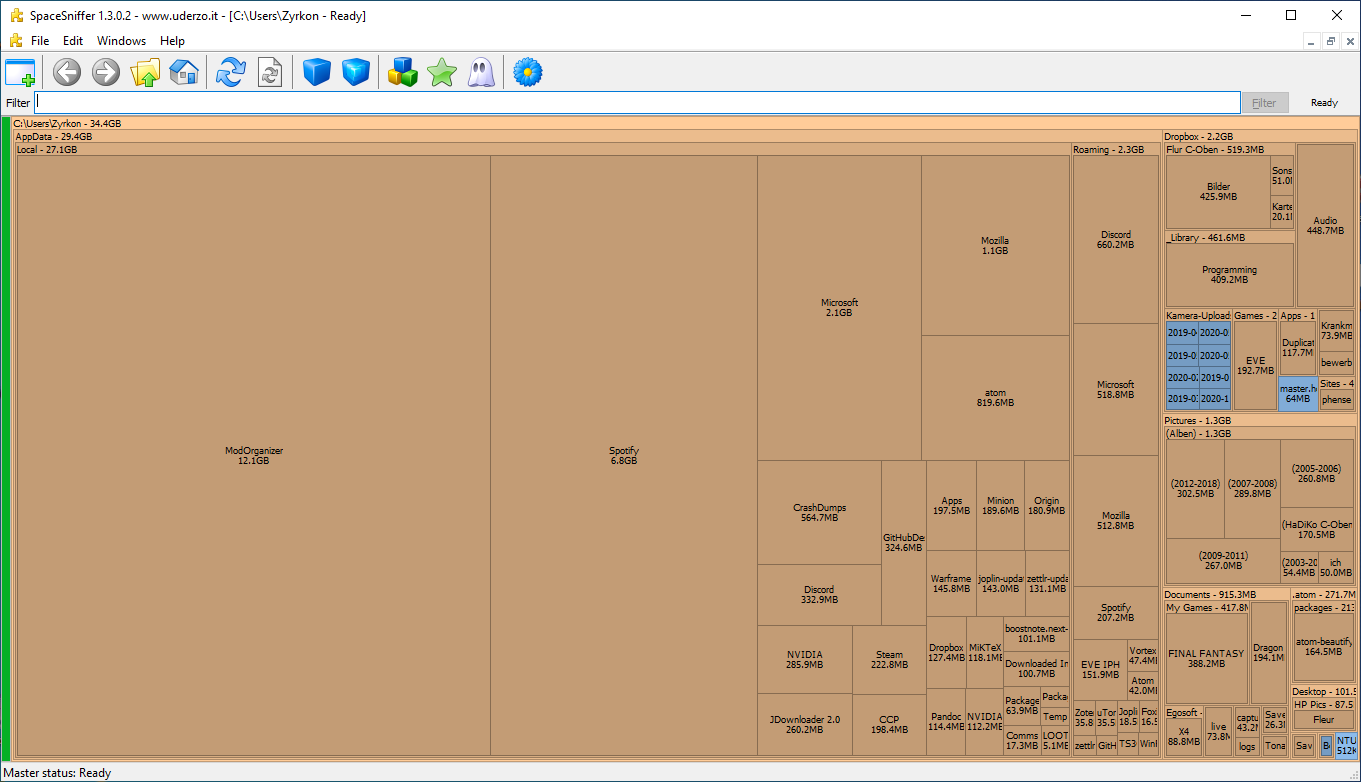 SpaceSniffer 1.3.0.2 - www.uderzo.it - [C:\Users\Zyrkon - Ready]
File Edit Windows Help
Filter
Filter
Ready
C:\Users\Zyrkon - 34.4GB
AppData - 29.4GB
Local - 27.1GB
ModOrganizer
12.1GB
Spotify
6.8GB
Microsoft
2.1GB
Mozilla
1.1GB
atom
819.6MB
CrashDumps
564.7MB
GitHubDe
324.6MB
Discord
332.9MB
NVIDIA
285.9MB
Steam
222.8MB
JDownloader 2.0
260.2MB
CCP
198.4MB
Apps
197.5MB
Minion
189.6MB
Origin
180.9MB
Warframe
145.8MB
joplin-updat
143.0MB
zettlr-upda
131.1MB
Dropbox
127.4MB
MiKTeX
118.1MB
boostnote.next-
101.1MB
Downloaded In
100.7MB
Pandoc
114.4MB
NVIDIA
112.2MB
Package
63.9MB
Packa
Temp
Comms
17.3MB
LOOT
5.1MB
Roaming - 2.3GB
Discord
660.2MB
Microsoft
518.8MB
Mozilla
512.8MB
Spotify
207.2MB
EVE IPH
151.9MB
Vortex
47.4MB
Atom
42.0MB
Zote
35.8
uTor
35.5
Jopli
18.5
Fox
16.5
zettlr
GitH
TS3
Winl
Dropbox - 2.2GB
Flur C-Oben - 519.3MB
Bilder
425.9MB
Sons
51.0
Karte
20.1
Audio
448.7MB
_Library - 461.6MB
Programming
409.2MB
Kamera-Upload
2019-0
2020-0
2019-0
2020-0
2020-0
2019-0
2019-0
2020-1
Games - 2
EVE
192.7MB
Apps - 1
Duplicat
117.7M
master.h
64MB
Krankm
73.9MB
bewerb
Sites - 4
phense
Pictures - 1.3GB
(Alben) - 1.3GB
(2012-2018)
302.5MB
(2007-2008)
289.8MB
(2005-2006)
260.8MB
(HaDiKo C-Oben
170.5MB
(2009-2011)
267.0MB
(2003-20
54.4MB
ich
50.0MB
Documents - 915.3MB
My Games - 417.8M
FINAL FANTASY
388.2MB
Dragon
194.1M
Egosoft -
X4
88.8MB
live
73.8M
captu
43.2M
logs
Save
26.3M
Tona
.atom - 271.7M
packages - 213
atom-beautify
164.5MB
Desktop - 101.5
HP Pics - 87.5
Fleur
Sav
NTU
512K
Master status: Ready